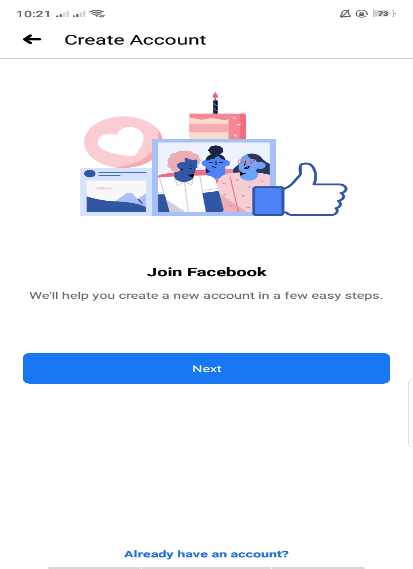 10:21
73
Create Account
Join Facebook
We'll help you create a new account in a few easy steps.
Next
Already have an account?